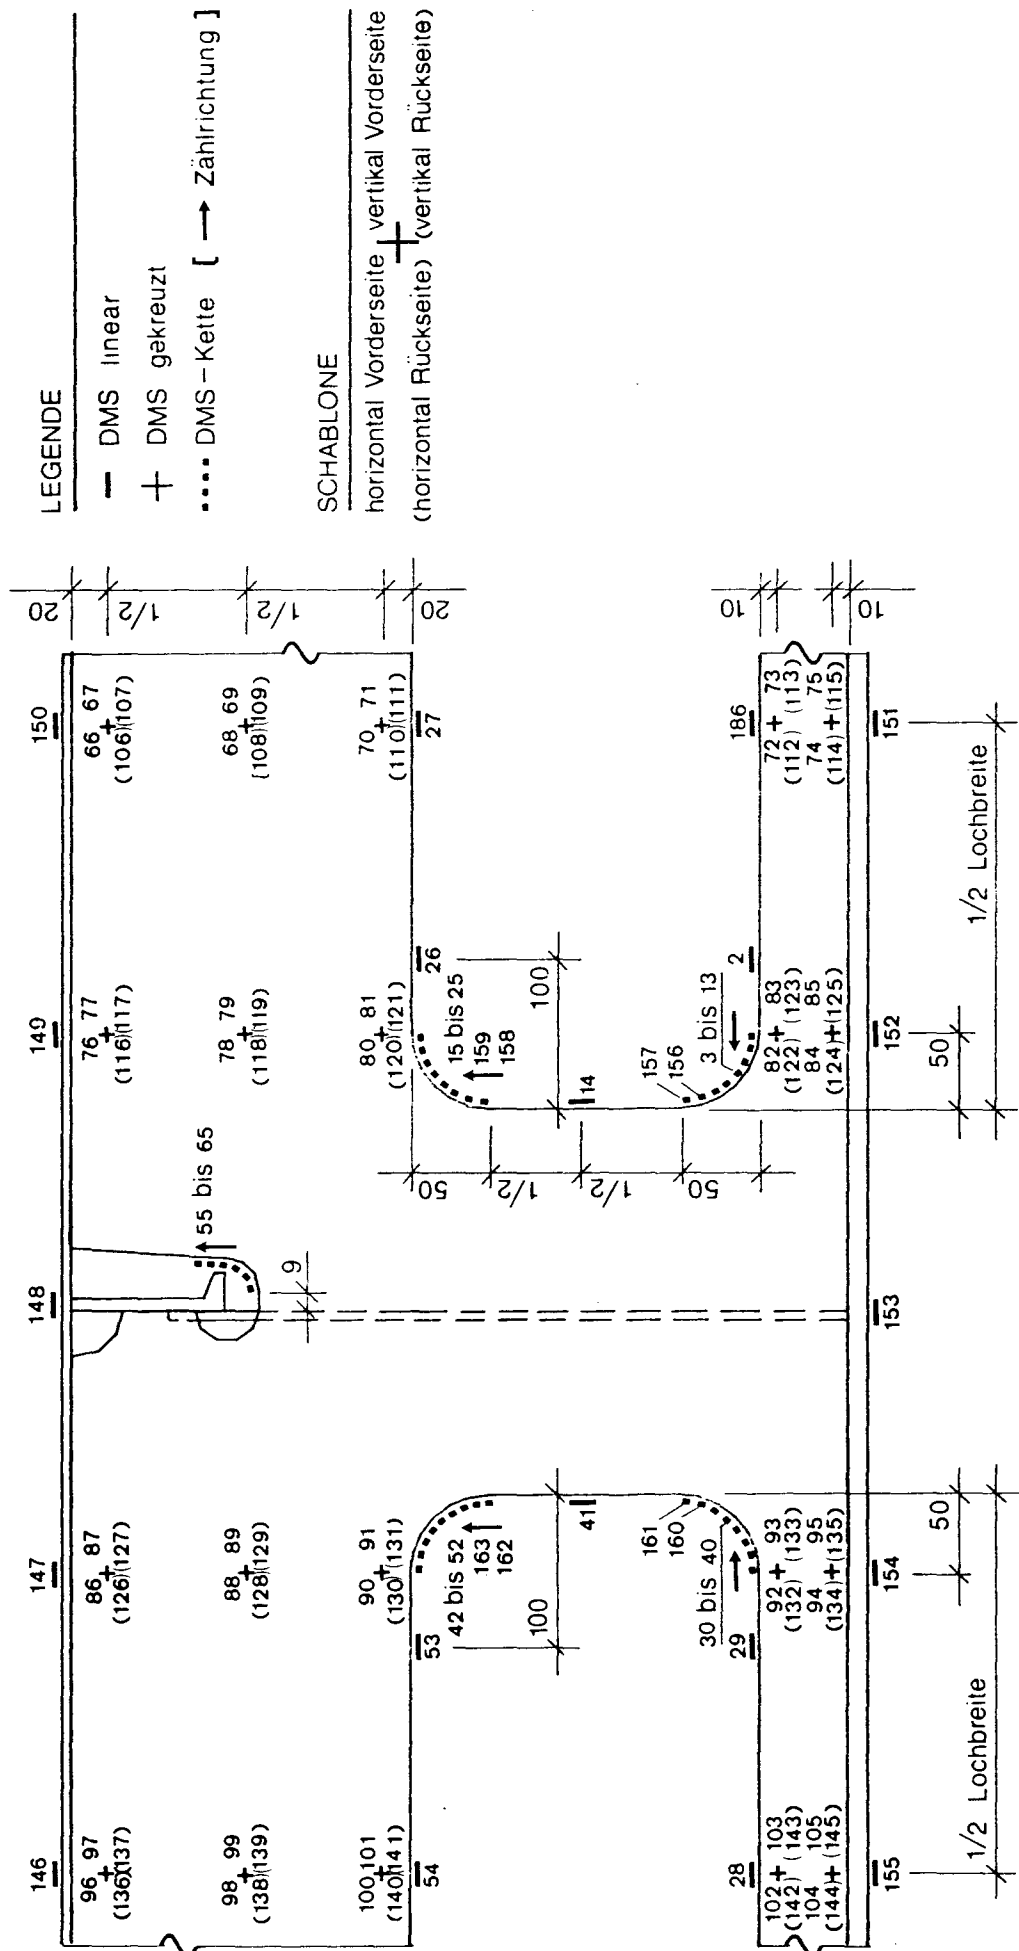 LEGENDE
DMS linear
DMS gekreuzt
DMS-Kette [ → Zählrichtung ]
SCHABLONE
horizontal Vorderseite vertikal Vorderseite
(horizontal Rückseite) (vertikal Rückseite)
146 147 148 149 150
96 97 86 87 76 77 66 67
(136)(137) (126)(127) (116)(117) (106)(107)
55 bis 65
98 99 88 89 78 79 68 69
(138)(139) (128)(129) (118)(119) (108)(109)
9
100 101 90 91 80 81 70 71
(140)(141) (130)(131) (120)(121) (110)(111)
54 53 26 27
42 bis 52 15 bis 25
163 159
162 158
100 100
41 14
161 157
160 156
30 bis 40 3 bis 13
28 29 2 186
102 103 92 93 82 83 72 73
(142) (143) (132) (133) (122) (123) (112) (113)
104 105 94 95 84 85 74 75
(144) (145) (134) (135) (124) (125) (114) (115)
155 154 153 152 151
50 50
1/2 Lochbreite 1/2 Lochbreite
20
1/2
1/2
20
10
10
50
1/2
1/2
50